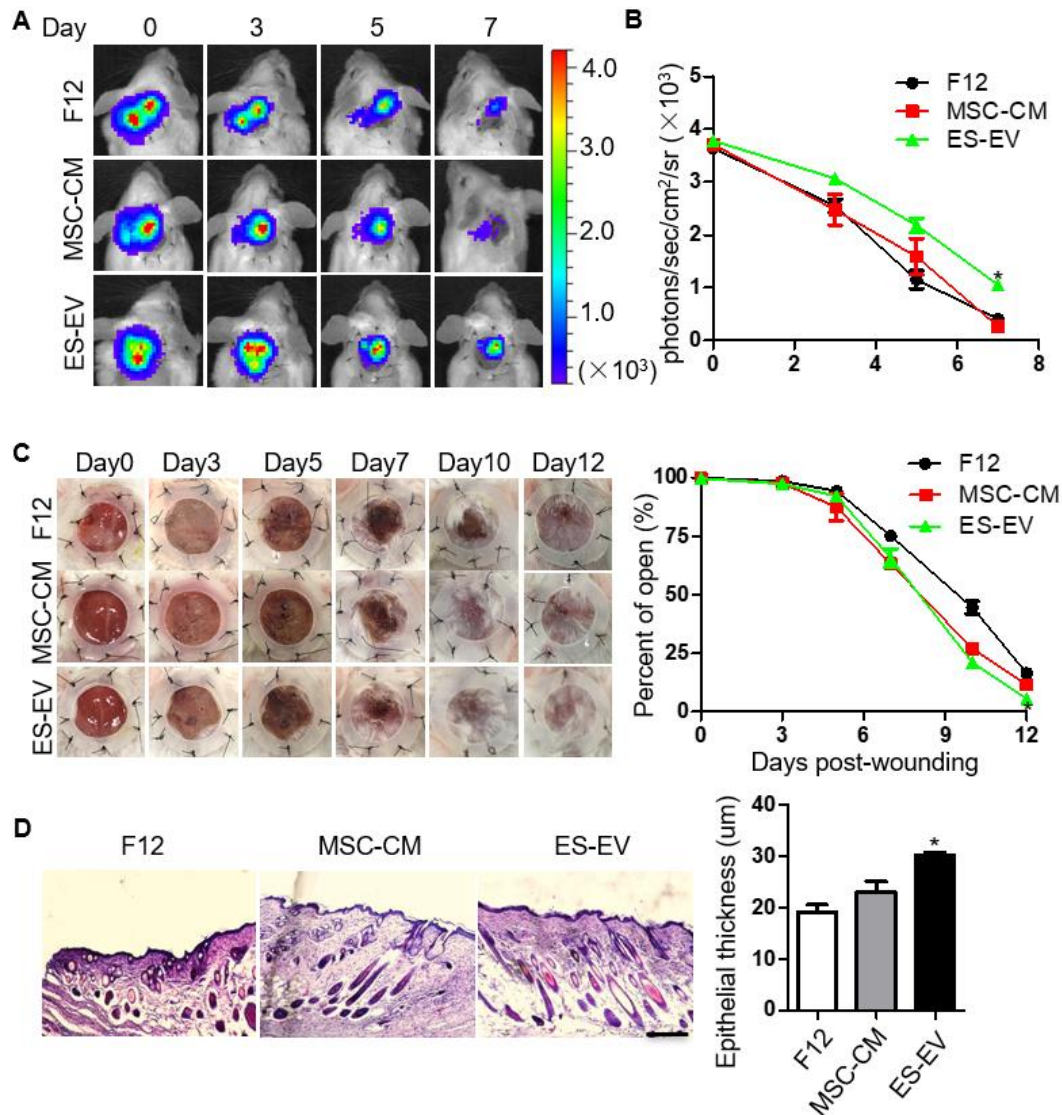 A
Day 0 3 5 7
F12
MSC-CM
ES-EV
4.0
3.0
2.0
1.0
(×10³)
B
photons/sec/cm²/sr (×10³)
5
4
3
2
1
0
0 2 4 6 8
F12
MSC-CM
ES-EV
*
C
Day0 Day3 Day5 Day7 Day10 Day12
F12
MSC-CM
ES-EV
Percent of open (%)
100
75
50
25
0
0 3 6 9 12
Days post-wounding
F12
MSC-CM
ES-EV
*
D
F12 MSC-CM ES-EV
Epithelial thickness (um)
40
30
20
10
0
*
F12
MSC-CM
ES-EV